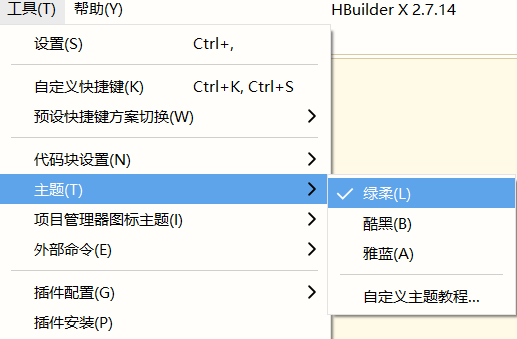 工具(T) 帮助(Y) HBuilder X 2.7.14
设置(S) Ctrl+,
自定义快捷键(K) Ctrl+K, Ctrl+S
预设快捷键方案切换(W)
代码块设置(N)
主题(T) 绿柔(L)
项目管理器图标主题(I) 酷黑(B)
外部命令(E) 雅蓝(A)
插件配置(G) 自定义主题教程...
插件安装(P)